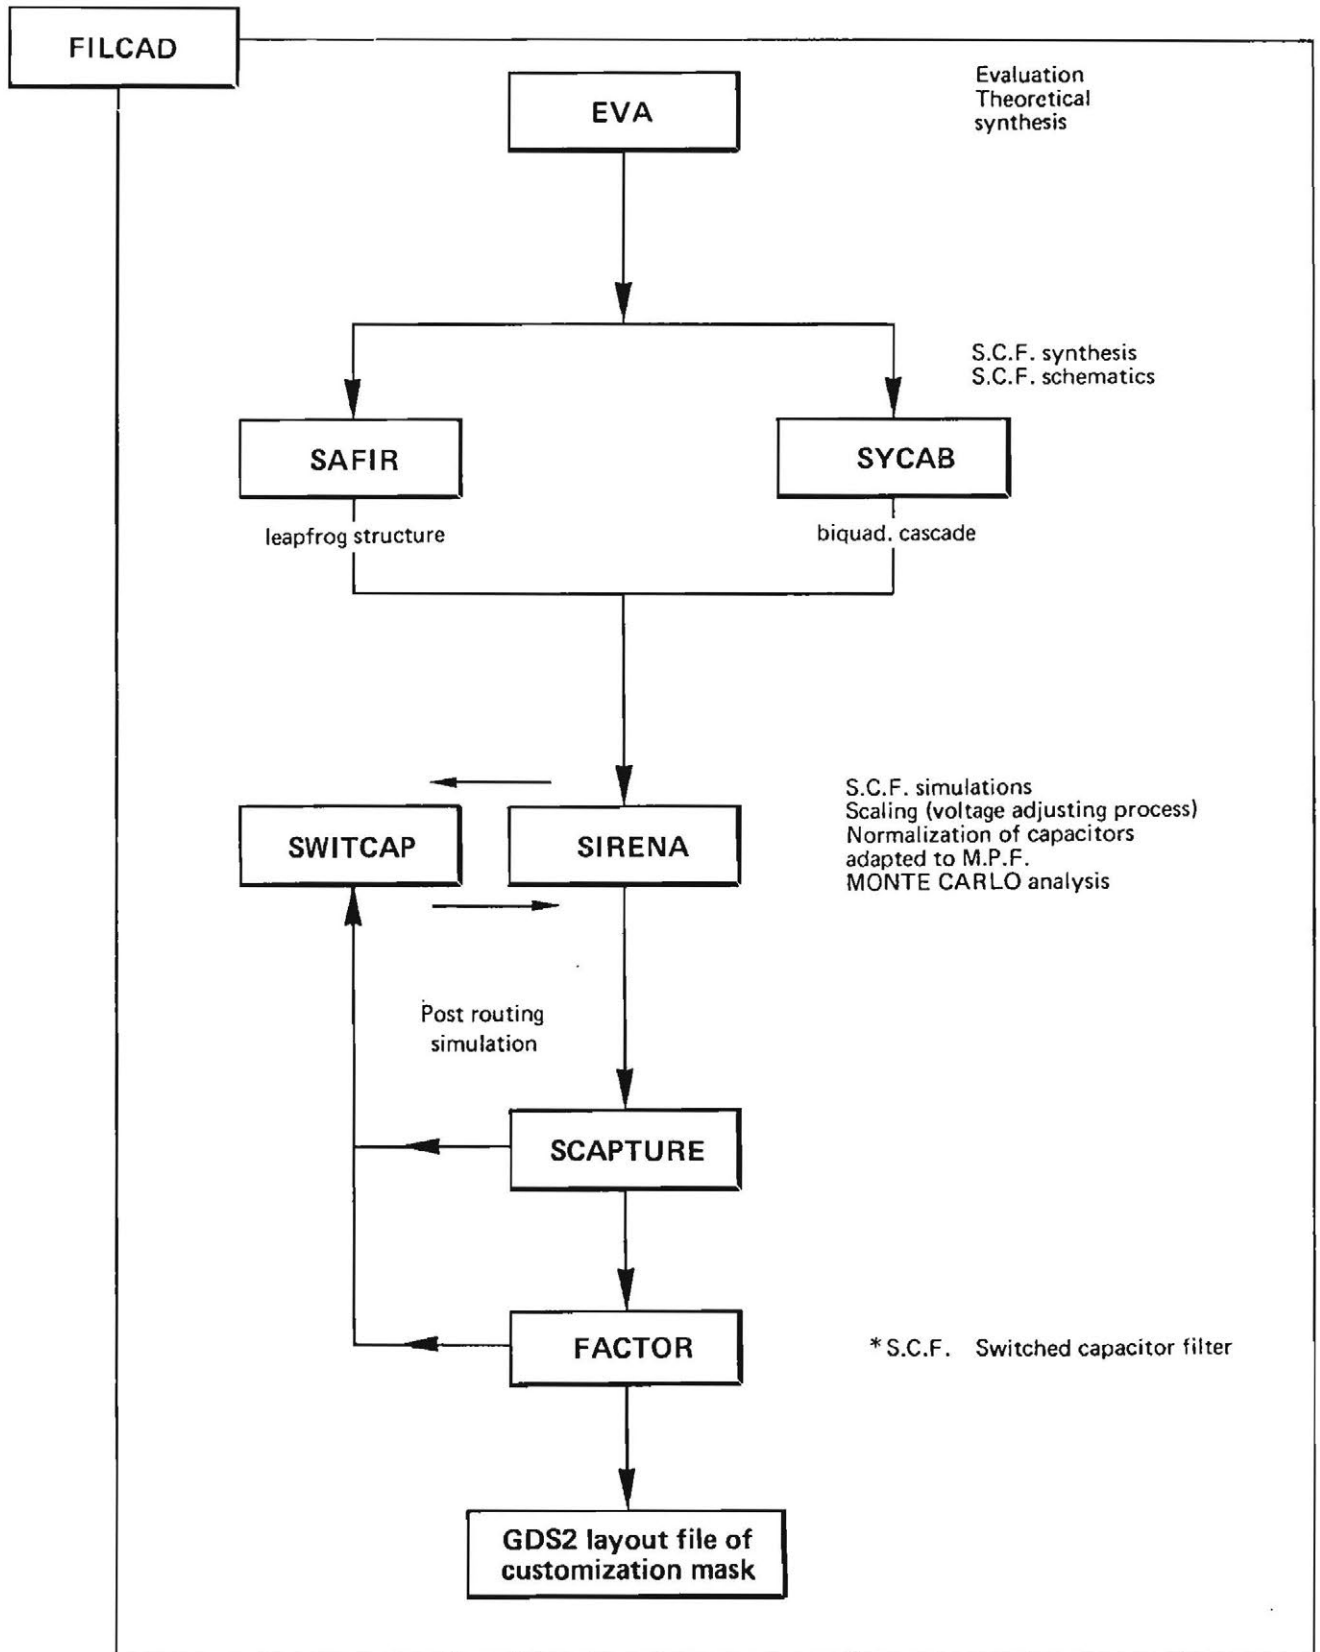 FILCAD
EVA
Evaluation
Theoretical
synthesis
S.C.F. synthesis
S.C.F. schematics
SAFIR
SYCAB
leapfrog structure
biquad. cascade
S.C.F. simulations
Scaling (voltage adjusting process)
Normalization of capacitors
adapted to M.P.F.
MONTE CARLO analysis
SWITCAP
SIRENA
Post routing
simulation
SCAPTURE
FACTOR
*S.C.F. Switched capacitor filter
GDS2 layout file of
customization mask